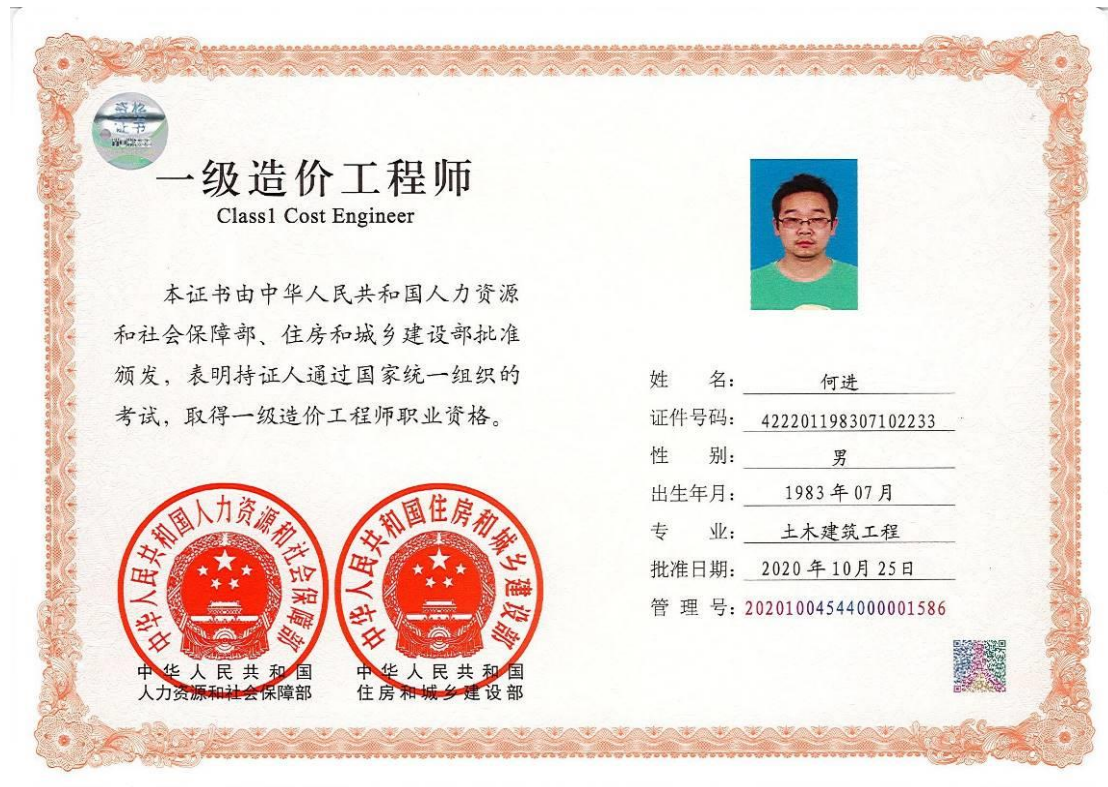 资格
证书
一级造价工程师
Class1 Cost Engineer
本证书由中华人民共和国人力资源
和社会保障部、住房和城乡建设部批准
颁发，表明持证人通过国家统一组织的
考试，取得一级造价工程师职业资格。
中华人民共和国人力资源和社会保障部
中华人民共和国住房和城乡建设部
中华人民共和国
人力资源和社会保障部
中华人民共和国
住房和城乡建设部
姓 名： 何进
证件号码： 422201198307102233
性 别： 男
出生年月： 1983年07月
专 业： 土木建筑工程
批准日期： 2020年10月25日
管 理 号： 20201004544000001586